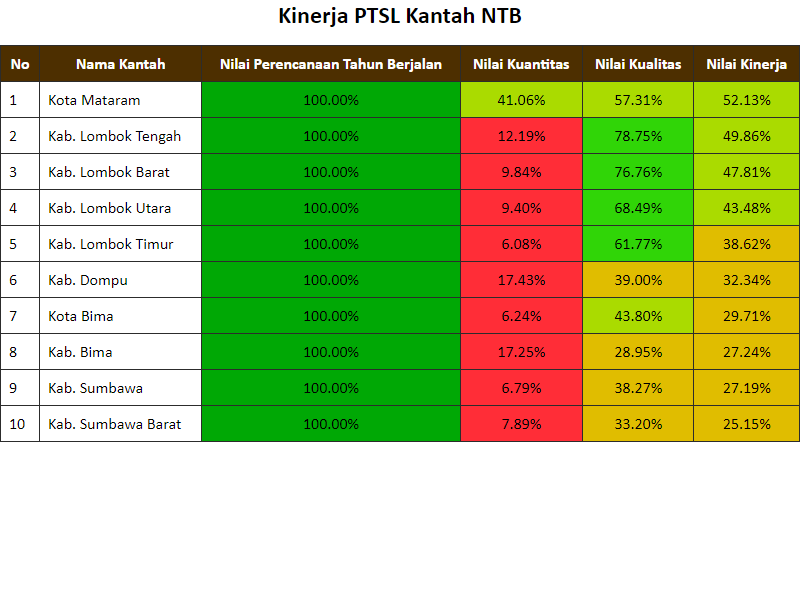 Kinerja PTSL Kantah NTB
No Nama Kantah Nilai Perencanaan Tahun Berjalan Nilai Kuantitas Nilai Kualitas Nilai Kinerja
1 Kota Mataram 100.00% 41.06% 57.31% 52.13%
2 Kab. Lombok Tengah 100.00% 12.19% 78.75% 49.86%
3 Kab. Lombok Barat 100.00% 9.84% 76.76% 47.81%
4 Kab. Lombok Utara 100.00% 9.40% 68.49% 43.48%
5 Kab. Lombok Timur 100.00% 6.08% 61.77% 38.62%
6 Kab. Dompu 100.00% 17.43% 39.00% 32.34%
7 Kota Bima 100.00% 6.24% 43.80% 29.71%
8 Kab. Bima 100.00% 17.25% 28.95% 27.24%
9 Kab. Sumbawa 100.00% 6.79% 38.27% 27.19%
10 Kab. Sumbawa Barat 100.00% 7.89% 33.20% 25.15%